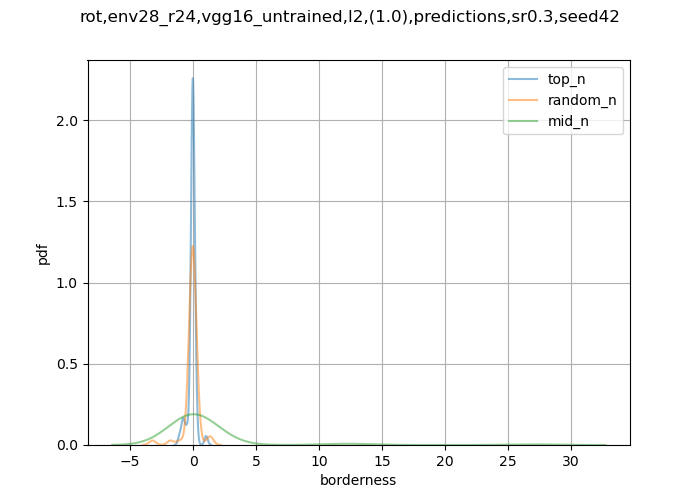 rot,env28_r24,vgg16_untrained,l2,(1.0),predictions,sr0.3,seed42
top_n
random_n
mid_n
2.0
1.5
1.0
0.5
0.0
pdf
−5
0
5
10
15
20
25
30
borderness